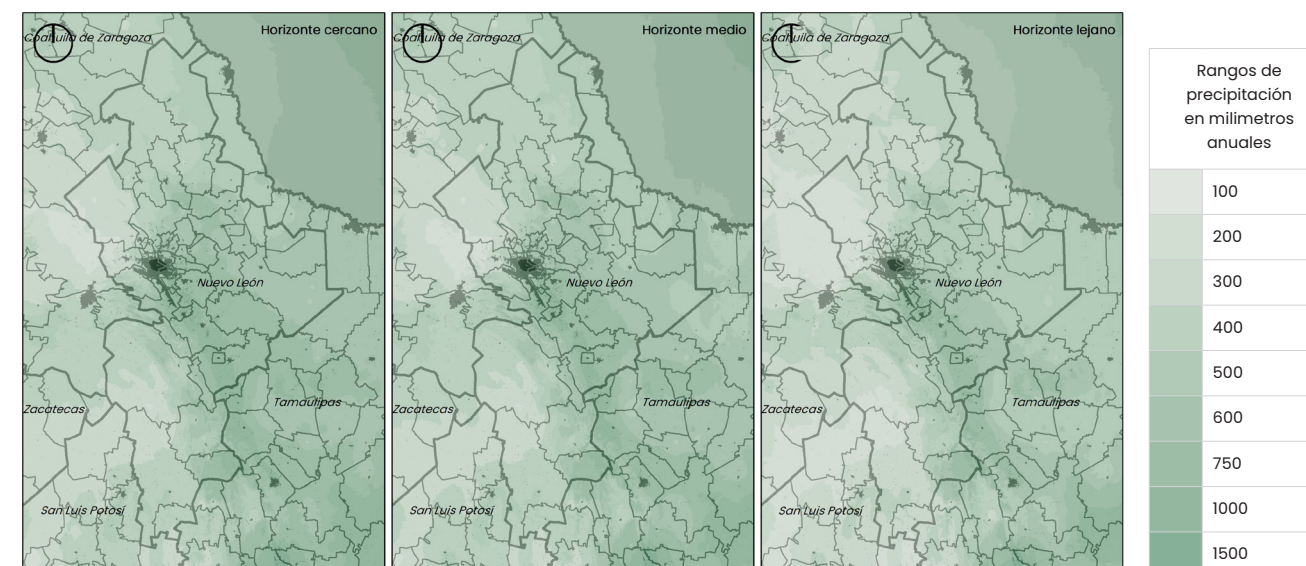 Coahuila de Zaragoza
Horizonte cercano
Nuevo León
Zacatecas
Tamaulipas
San Luis Potosí
Coahuila de Zaragoza
Horizonte medio
Nuevo León
Zacatecas
Tamaulipas
San Luis Potosí
Coahuila de Zaragoza
Horizonte lejano
Nuevo León
Zacatecas
Tamaulipas
San Luis Potosí
Rangos de
precipitación
en milimetros
anuales
100
200
300
400
500
600
750
1000
1500